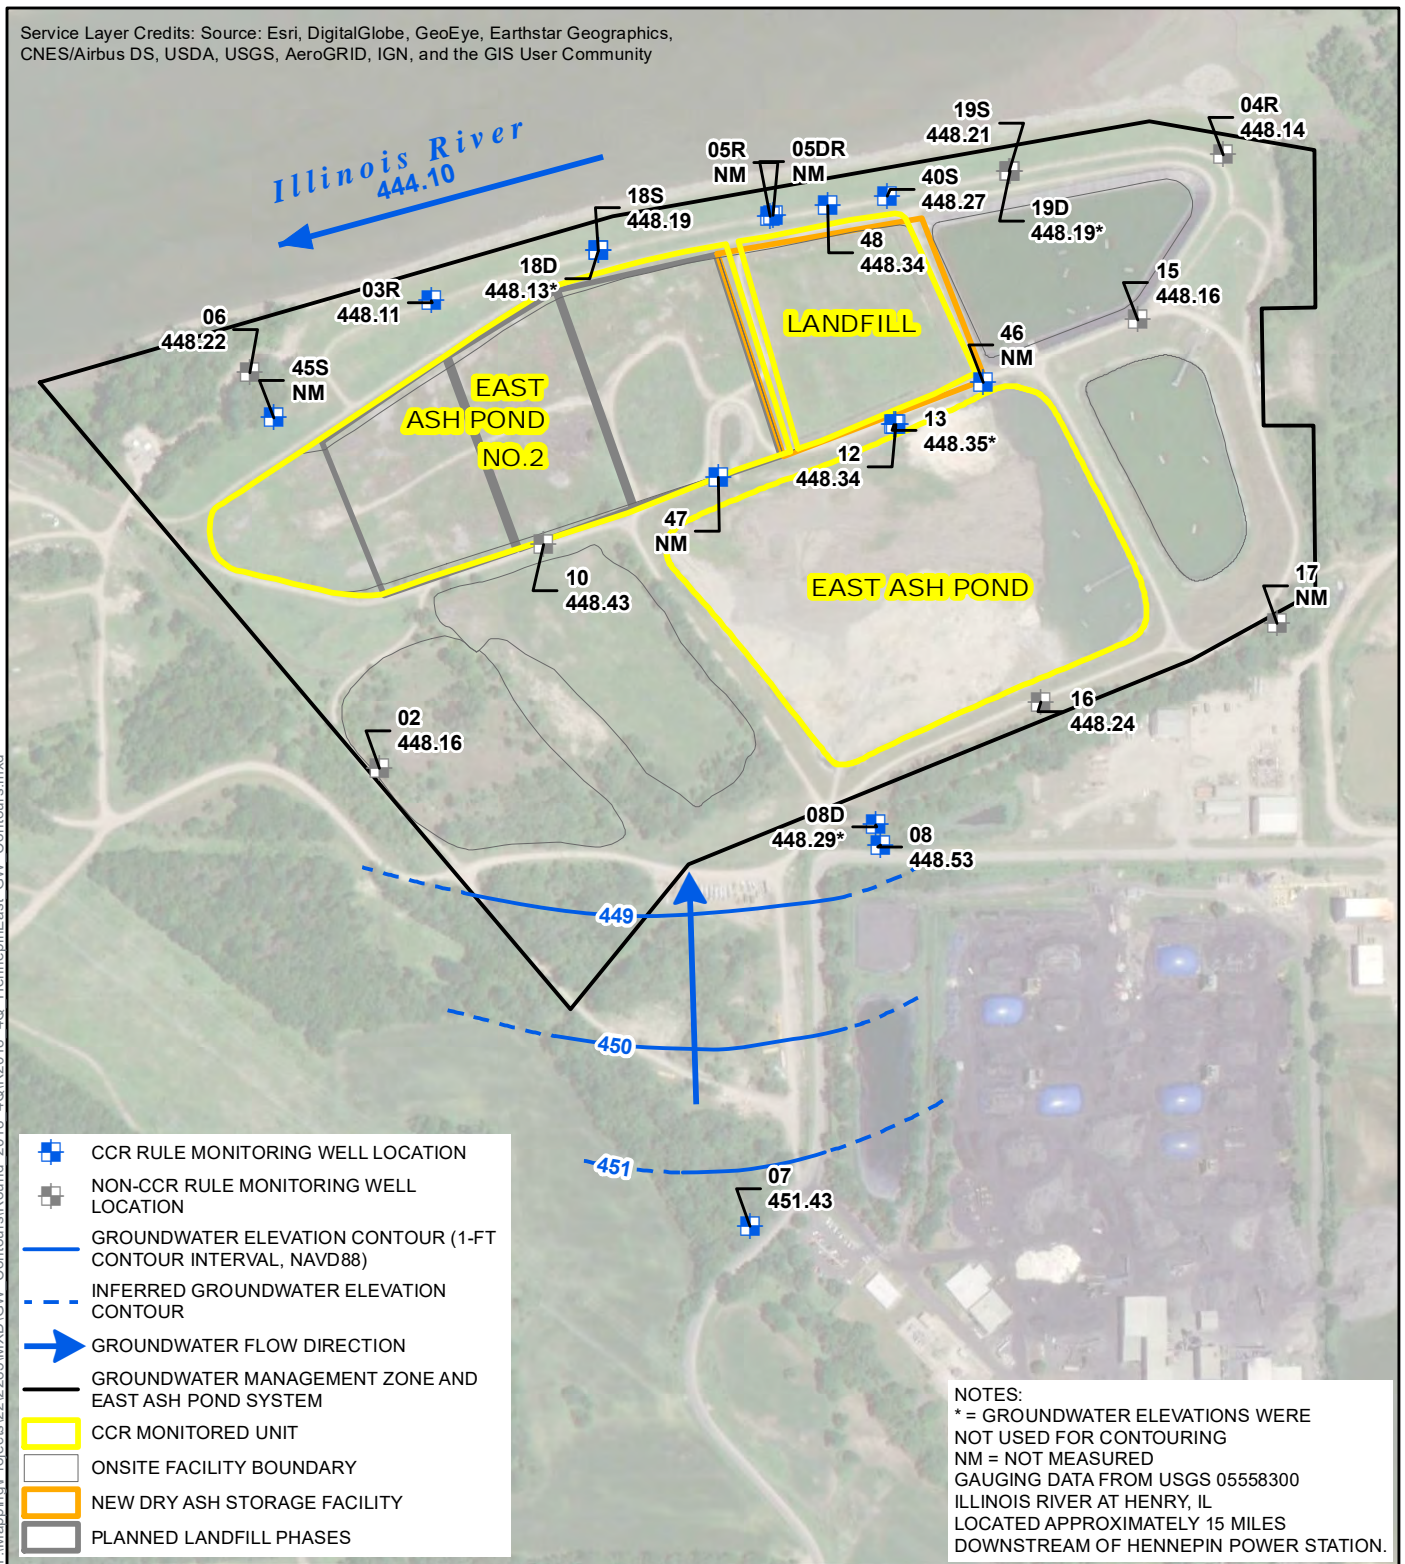 Service Layer Credits: Source: Esri, DigitalGlobe, GeoEye, Earthstar Geographics,
CNES/Airbus DS, USDA, USGS, AeroGRID, IGN, and the GIS User Community
Illinois River
444.10
19S
448.21
04R
448.14
05R
NM
05DR
NM
40S
448.27
18S
448.19
19D
448.19*
48
448.34
18D
448.13*
15
448.16
03R
448.11
06
448.22
LANDFILL
46
NM
45S
NM
EAST
ASH POND
NO.2
13
448.35*
12
448.34
47
NM
10
448.43
EAST ASH POND
17
NM
16
448.24
02
448.16
08D
448.29*
08
448.53
449
450
451
07
451.43
CCR RULE MONITORING WELL LOCATION
NON-CCR RULE MONITORING WELL
LOCATION
GROUNDWATER ELEVATION CONTOUR (1-FT
CONTOUR INTERVAL, NAVD88)
INFERRED GROUNDWATER ELEVATION
CONTOUR
GROUNDWATER FLOW DIRECTION
GROUNDWATER MANAGEMENT ZONE AND
EAST ASH POND SYSTEM
CCR MONITORED UNIT
ONSITE FACILITY BOUNDARY
NEW DRY ASH STORAGE FACILITY
PLANNED LANDFILL PHASES
NOTES:
* = GROUNDWATER ELEVATIONS WERE
NOT USED FOR CONTOURING
NM = NOT MEASURED
GAUGING DATA FROM USGS 05558300
ILLINOIS RIVER AT HENRY, IL
LOCATED APPROXIMATELY 15 MILES
DOWNSTREAM OF HENNEPIN POWER STATION.